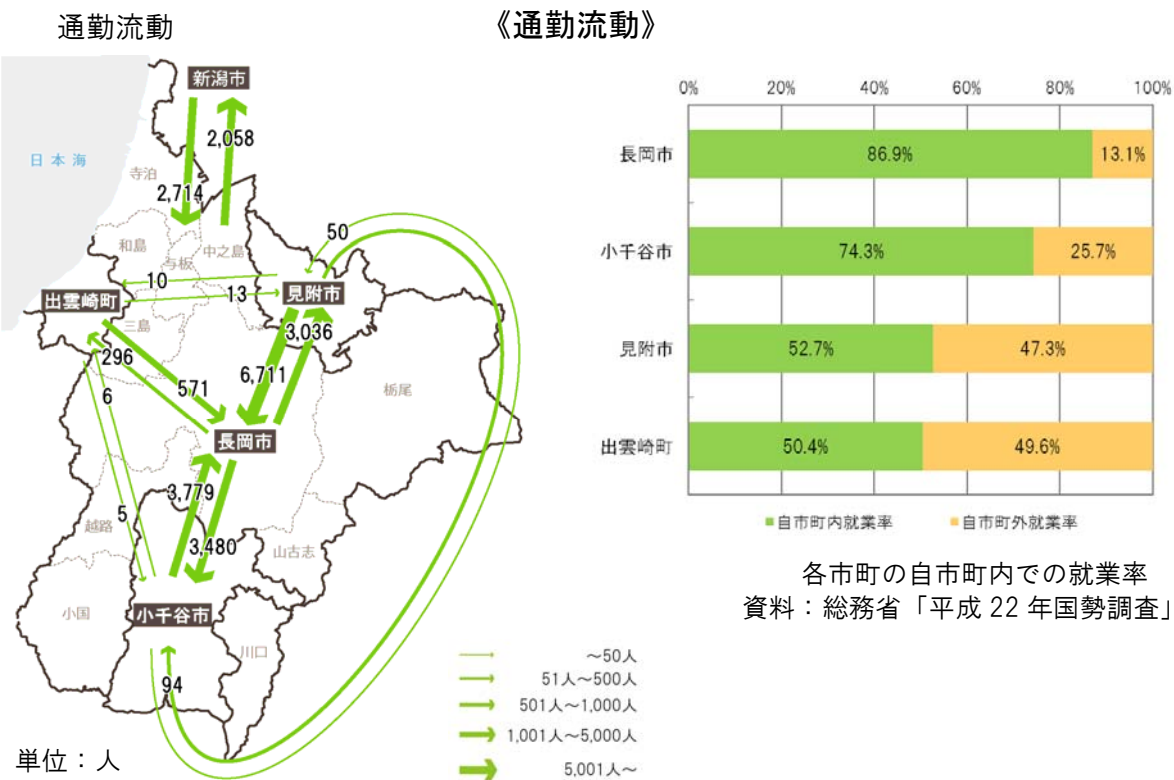 通勤流動
《通勤流動》
新潟市
2,058
日本海
寺泊
2,714
和島
与板
中之島
50
10
出雲崎町
13
見附市
三島
3,036
296
571
6,711
栃尾
6
長岡市
3,779
越路
5
3,480
山古志
小国
小千谷市
川口
94
単位：人
～50人
51人～500人
501人～1,000人
1,001人～5,000人
5,001人～
0% 20% 40% 60% 80% 100%
長岡市 86.9% 13.1%
小千谷市 74.3% 25.7%
見附市 52.7% 47.3%
出雲崎町 50.4% 49.6%
■自市町内就業率 ■自市町外就業率
各市町の自市町内での就業率
資料：総務省「平成 22 年国勢調査」